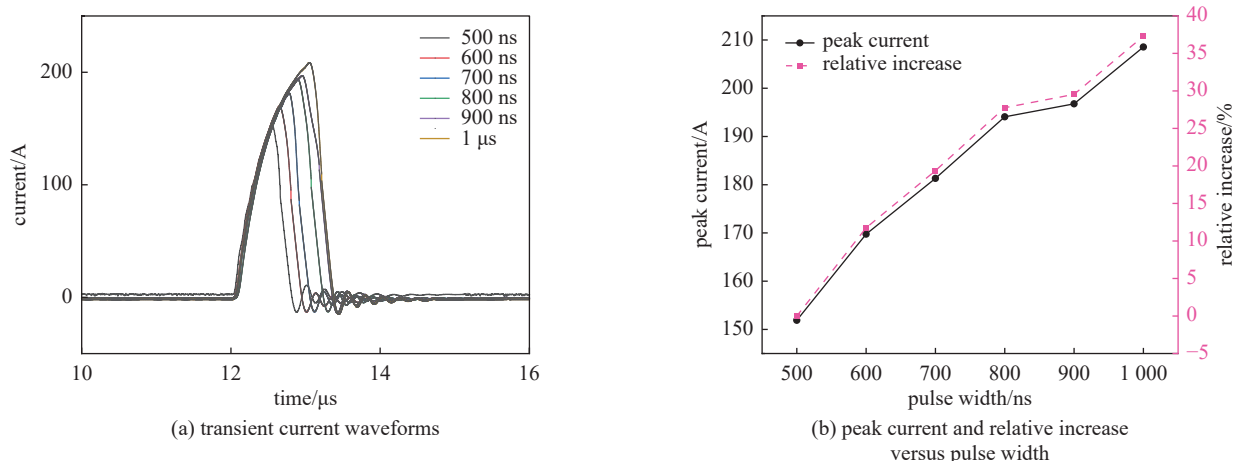 200
100
0
current/A
10
12
14
16
time/μs
500 ns
600 ns
700 ns
800 ns
900 ns
1 μs
(a) transient current waveforms
210
200
190
180
170
160
150
peak current/A
peak current
relative increase
40
35
30
25
20
15
10
5
0
−5
relative increase/%
500
600
700
800
900
1 000
pulse width/ns
(b) peak current and relative increase
versus pulse width